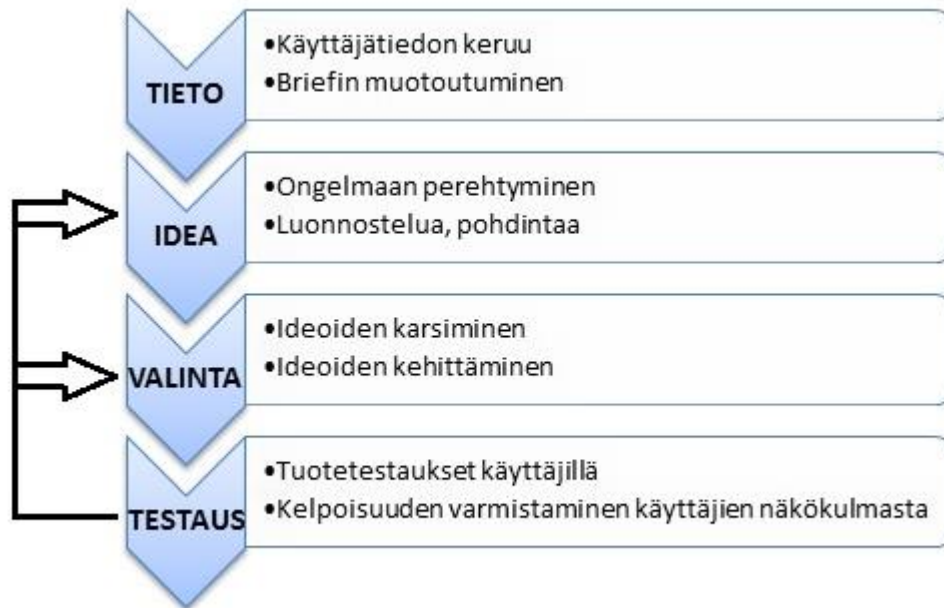 •Käyttäjätiedon keruu
•Briefin muotoutuminen
TIETO
•Ongelmaan perehtyminen
•Luonnostelua, pohdintaa
IDEA
•Ideoiden karsiminen
•Ideoiden kehittäminen
VALINTA
•Tuotetestaukset käyttäjillä
•Kelpoisuuden varmistaminen käyttäjien näkökulmasta
TESTAUS